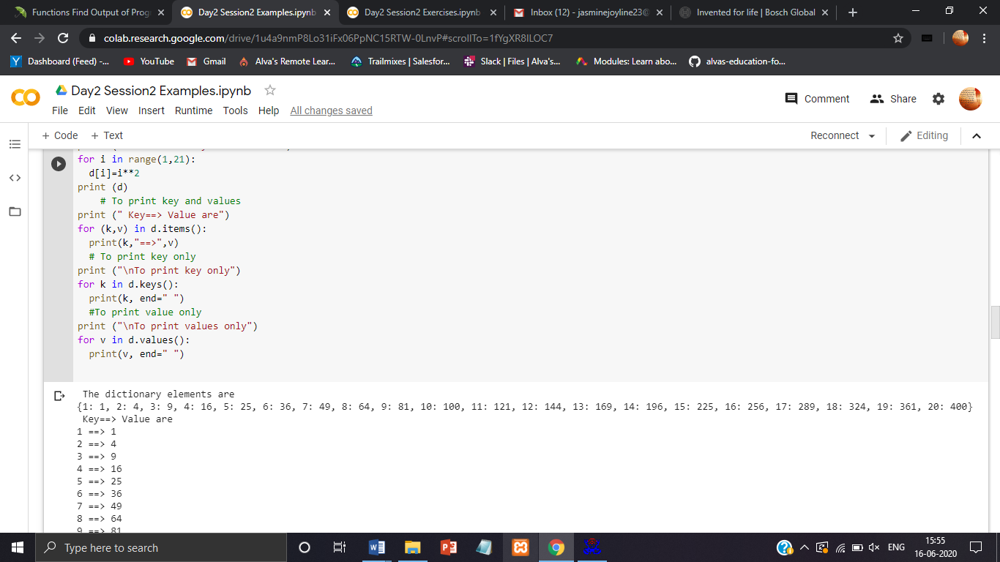 Functions Find Output of Progr
Day2 Session2 Examples.ipynb
Day2 Session2 Exercises.ipynb
Inbox (12) - jasminejoyline23@
Invented for life | Bosch Global
colab.research.google.com/drive/1u4a9nmP8Lo31iFx06PpNC15RTW-0LnvP#scrollTo=1fYgXR8ILOC7
Dashboard (Feed) -...
YouTube
Gmail
Alva's Remote Lear...
Trailmixes | Salesfor...
Slack | Files | Alva's...
Modules: Learn abo...
alvas-education-fo...
Day2 Session2 Examples.ipynb
Comment
Share
File Edit View Insert Runtime Tools Help All changes saved
+ Code + Text
Reconnect
Editing
for i in range(1,21):
  d[i]=i**2
print (d)
    # To print key and values
print (" Key==> Value are")
for (k,v) in d.items():
  print(k,"==>",v)
  # To print key only
print ("\nTo print key only")
for k in d.keys():
  print(k, end=" ")
  #To print value only
print ("\nTo print values only")
for v in d.values():
  print(v, end=" ")
The dictionary elements are
{1: 1, 2: 4, 3: 9, 4: 16, 5: 25, 6: 36, 7: 49, 8: 64, 9: 81, 10: 100, 11: 121, 12: 144, 13: 169, 14: 196, 15: 225, 16: 256, 17: 289, 18: 324, 19: 361, 20: 400}
Key==> Value are
1 ==> 1
2 ==> 4
3 ==> 9
4 ==> 16
5 ==> 25
6 ==> 36
7 ==> 49
8 ==> 64
9 ==> 81
Type here to search
ENG
15:55
16-06-2020